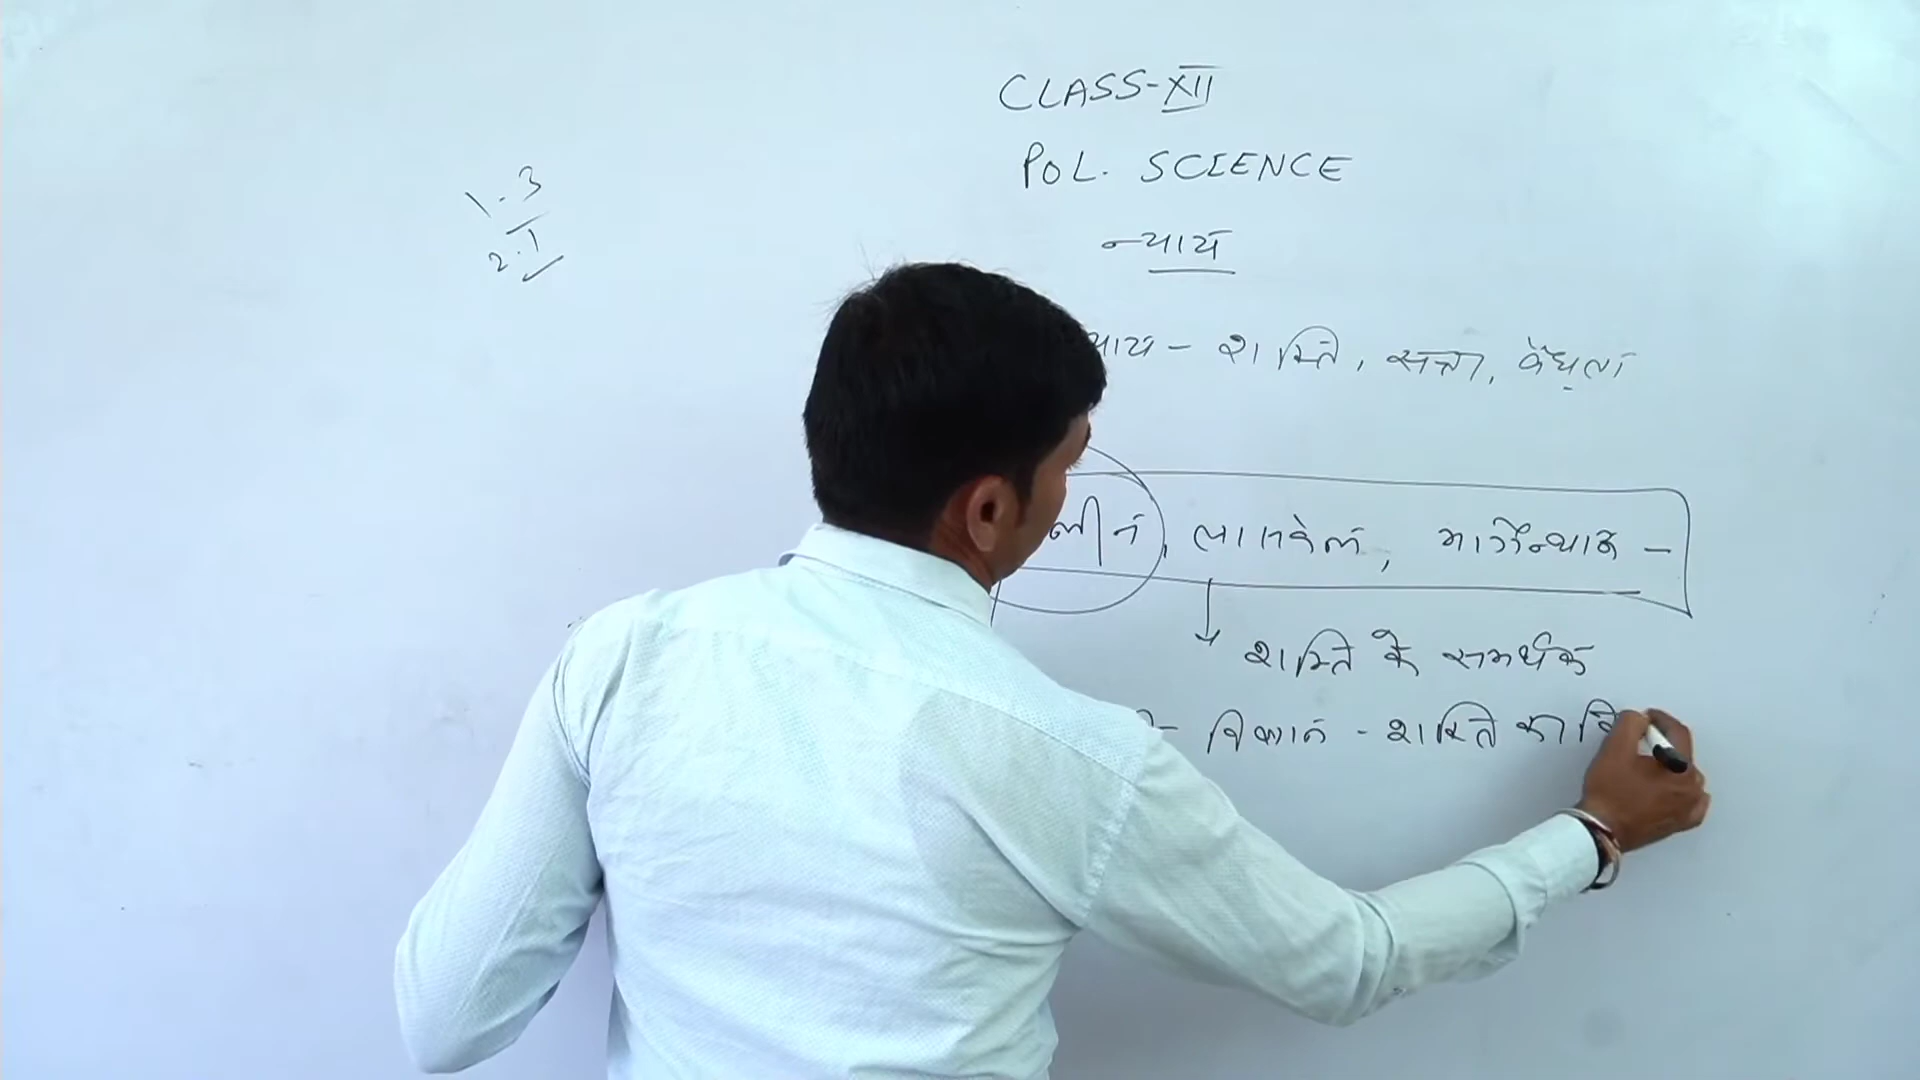 CLASS-XII
POL. SCIENCE
न्याय
1.3
2.1
शक्ति, सत्ता, वैधता
लासवेल, मार्गेन्थाऊ -
शक्ति के समर्थक
विज्ञान - शक्ति का